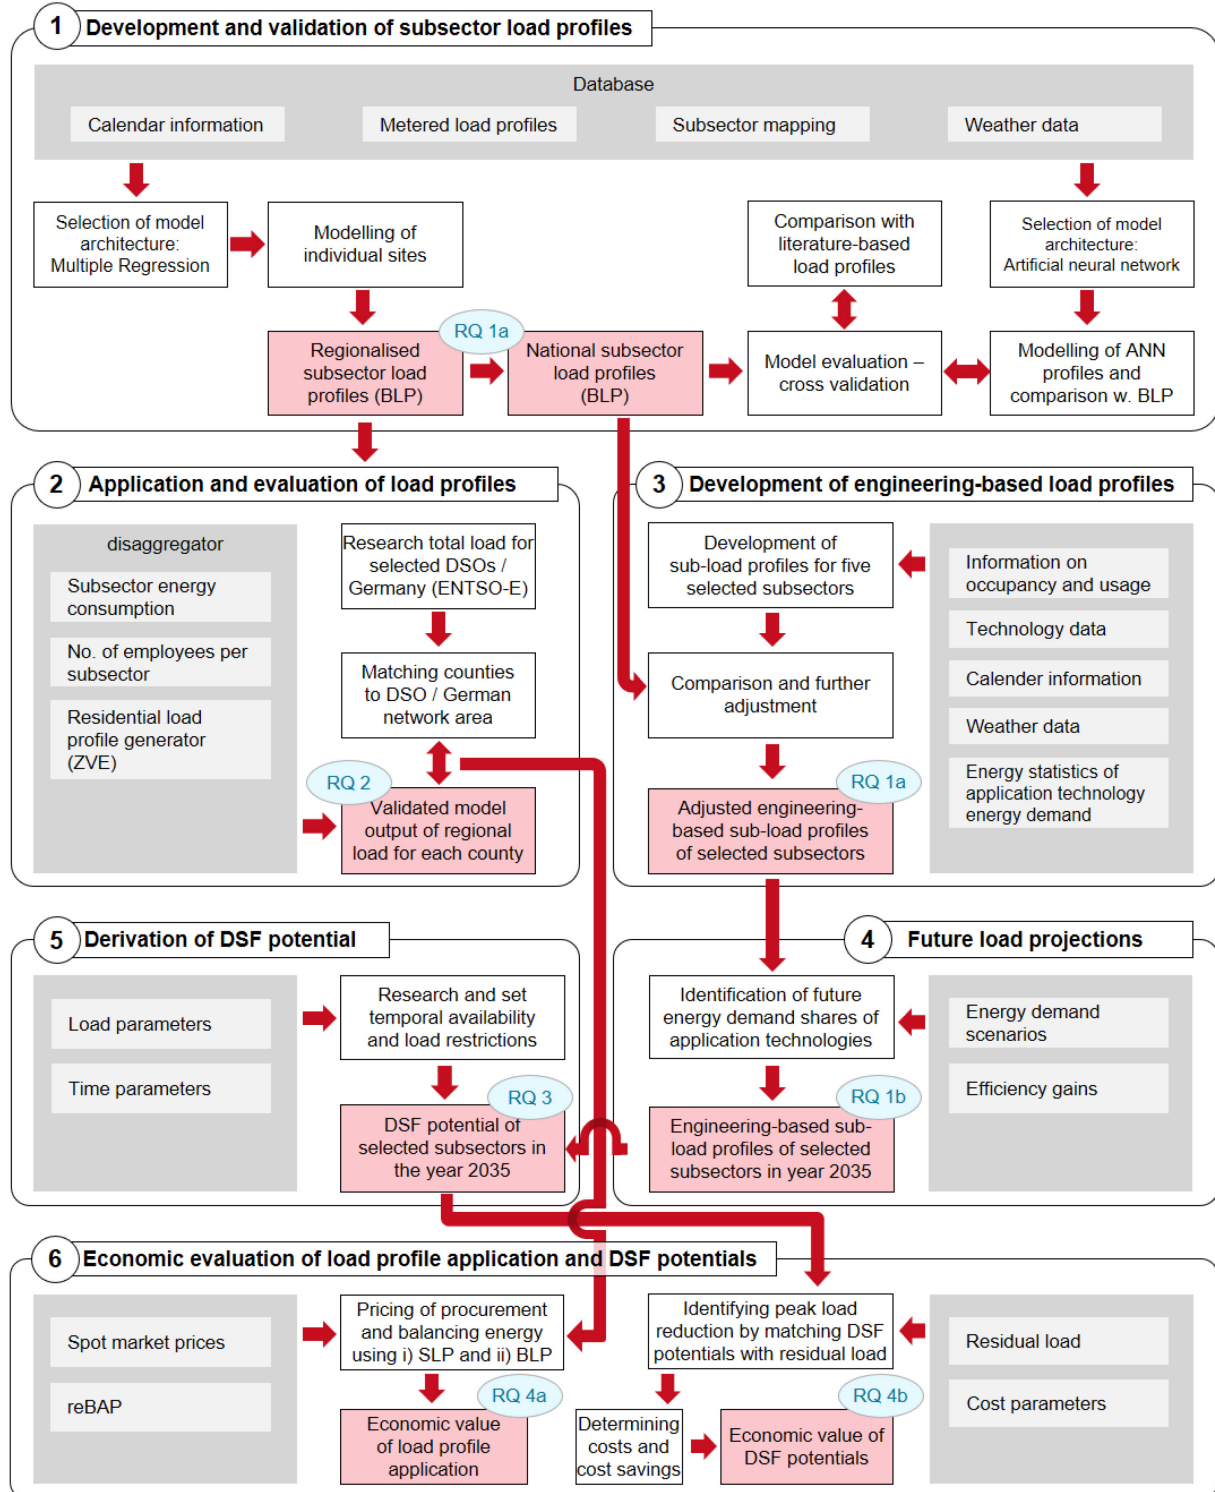 1
Development and validation of subsector load profiles
Database
Calendar information
Metered load profiles
Subsector mapping
Weather data
Selection of model
architecture:
Multiple Regression
Modelling of
individual sites
Comparison with
literature-based
load profiles
Selection of model
architecture:
Artificial neural network
RQ 1a
Regionalised
subsector load
profiles (BLP)
National subsector
load profiles
(BLP)
Model evaluation –
cross validation
Modelling of ANN
profiles and
comparison w. BLP
2
Application and evaluation of load profiles
disaggregator
Subsector energy
consumption
No. of employees per
subsector
Residential load
profile generator
(ZVE)
Research total load for
selected DSOs /
Germany (ENTSO-E)
Matching counties
to DSO / German
network area
RQ 2
Validated model
output of regional
load for each county
3
Development of engineering-based load profiles
Development of
sub-load profiles for five
selected subsectors
Comparison and further
adjustment
RQ 1a
Adjusted engineering-
based sub-load profiles
of selected subsectors
Information on
occupancy and usage
Technology data
Calender information
Weather data
Energy statistics of
application technology
energy demand
5
Derivation of DSF potential
Load parameters
Time parameters
Research and set
temporal availability
and load restrictions
RQ 3
DSF potential of
selected subsectors in
the year 2035
4
Future load projections
Identification of future
energy demand shares of
application technologies
RQ 1b
Engineering-based sub-
load profiles of selected
subsectors in year 2035
Energy demand
scenarios
Efficiency gains
6
Economic evaluation of load profile application and DSF potentials
Spot market prices
reBAP
Pricing of procurement
and balancing energy
using i) SLP and ii) BLP
RQ 4a
Economic value
of load profile
application
Identifying peak load
reduction by matching DSF
potentials with residual load
RQ 4b
Determining
costs and
cost savings
Economic value of
DSF potentials
Residual load
Cost parameters